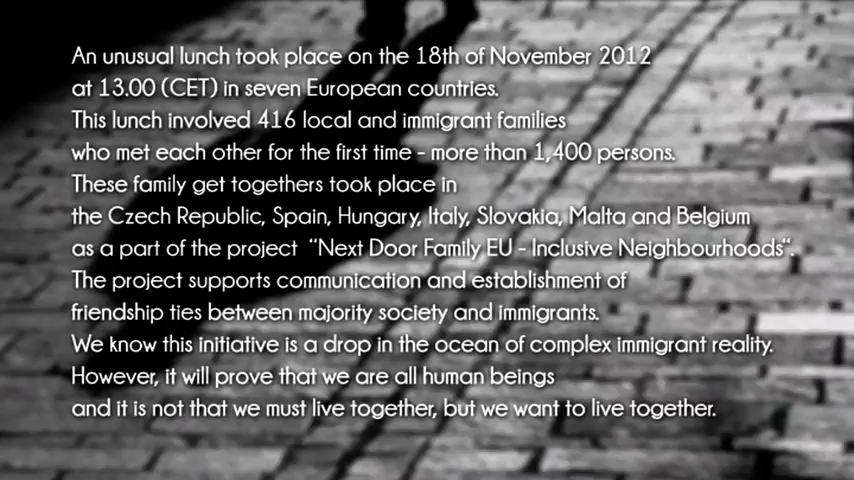 An unusual lunch took place on the 18th of November 2012
at 13.00 (CET) in seven European countries.
This lunch involved 416 local and immigrant families
who met each other for the first time - more than 1,400 persons.
These family get togethers took place in
the Czech Republic, Spain, Hungary, Italy, Slovakia, Malta and Belgium
as a part of the project “Next Door Family EU - Inclusive Neighbourhoods“.
The project supports communication and establishment of
friendship ties between majority society and immigrants.
We know this initiative is a drop in the ocean of complex immigrant reality.
However, it will prove that we are all human beings
and it is not that we must live together, but we want to live together.